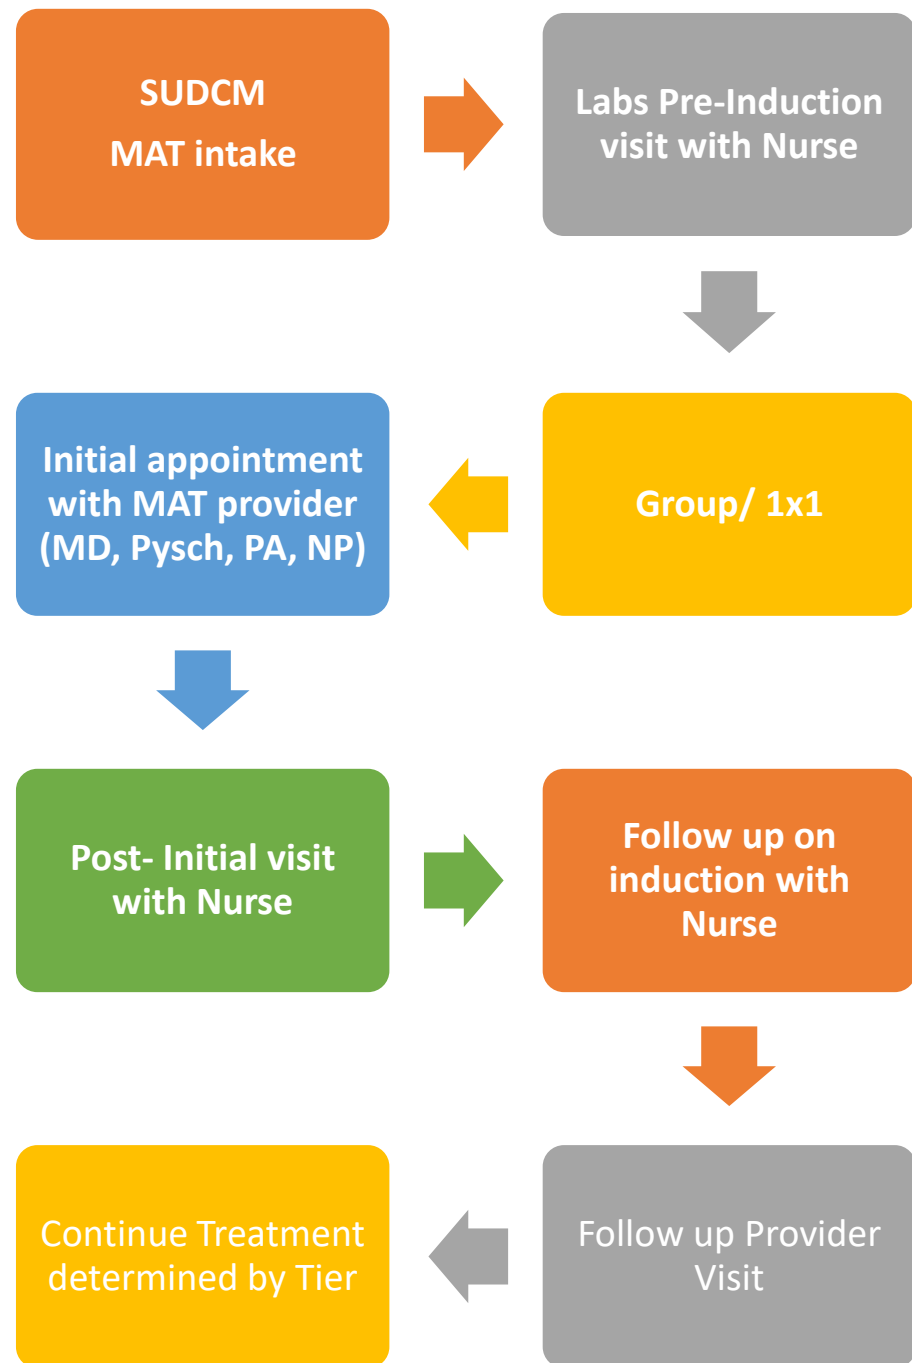 SUDCM
MAT intake
Labs Pre-Induction
visit with Nurse
Group/ 1x1
Initial appointment
with MAT provider
(MD, Pysch, PA, NP)
Post- Initial visit
with Nurse
Follow up on
induction with
Nurse
Follow up Provider
Visit
Continue Treatment
determined by Tier